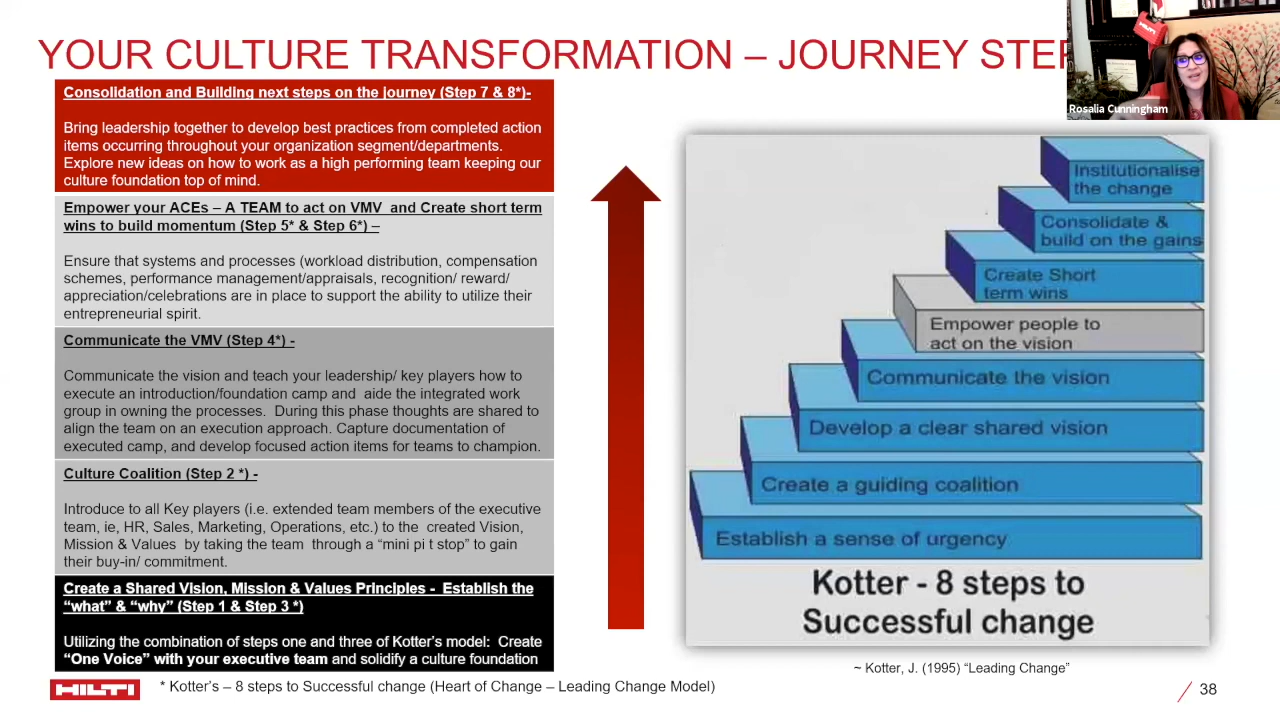 YOUR CULTURE TRANSFORMATION – JOURNEY STEP
Rosalia Cunningham
Consolidation and Building next steps on the journey (Step 7 & 8*)-
Bring leadership together to develop best practices from completed action
items occurring throughout your organization segment/departments.
Explore new ideas on how to work as a high performing team keeping our
culture foundation top of mind.
Empower your ACEs – A TEAM to act on VMV and Create short term
wins to build momentum (Step 5* & Step 6*) –
Ensure that systems and processes (workload distribution, compensation
schemes, performance management/appraisals, recognition/ reward/
appreciation/celebrations are in place to support the ability to utilize their
entrepreneurial spirit.
Communicate the VMV (Step 4*) -
Communicate the vision and teach your leadership/ key players how to
execute an introduction/foundation camp and aide the integrated work
group in owning the processes. During this phase thoughts are shared to
align the team on an execution approach. Capture documentation of
executed camp, and develop focused action items for teams to champion.
Culture Coalition (Step 2 *) -
Introduce to all Key players (i.e. extended team members of the executive
team, ie, HR, Sales, Marketing, Operations, etc.) to the created Vision,
Mission & Values by taking the team through a “mini pi t stop” to gain
their buy-in/ commitment.
Create a Shared Vision, Mission & Values Principles - Establish the
“what” & “why” (Step 1 & Step 3 *)
Utilizing the combination of steps one and three of Kotter’s model: Create
“One Voice” with your executive team and solidify a culture foundation
Institutionalise
the change
Consolidate &
build on the gains
Create Short
term wins
Empower people to
act on the vision
Communicate the vision
Develop a clear shared vision
Create a guiding coalition
Establish a sense of urgency
Kotter - 8 steps to
Successful change
~ Kotter, J. (1995) “Leading Change”
HILTI
* Kotter’s – 8 steps to Successful change (Heart of Change – Leading Change Model)
38
HILTI